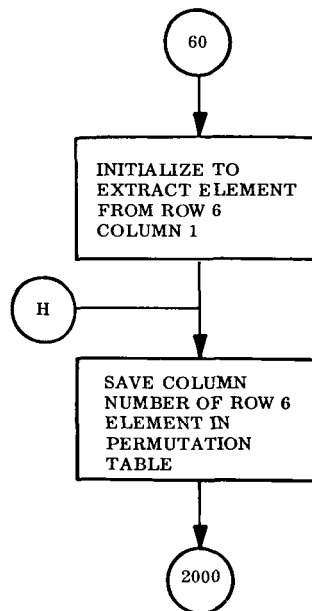 60
INITIALIZE TO
EXTRACT ELEMENT
FROM ROW 6
COLUMN 1
H
SAVE COLUMN
NUMBER OF ROW 6
ELEMENT IN
PERMUTATION
TABLE
2000